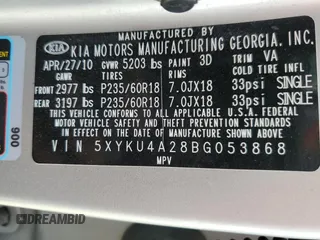 MANUFACTURED BY
KIA KIA MOTORS MANUFACTURING GEORGIA, INC.
APR/27/10 GVWR 5203 lbs PAINT 3D TRIM VA
GAWR TIRES RIMS COLD TIRE INFL
FRONT 2977 lbs P235/60R18 7.0JX18 33psi SINGLE
REAR 3197 lbs P235/60R18 7.0JX18 33psi SINGLE
THIS VEHICLE CONFORMS TO ALL APPLICABLE U.S.A. FEDERAL
MOTOR VEHICLE SAFETY AND THEFT PREVENTION STANDARDS
IN EFFECT ON THE DATE OF MANUFACTURE SHOWN ABOVE.
VIN 5XYKU4A28BG053868
MPV
900
DREAMBID